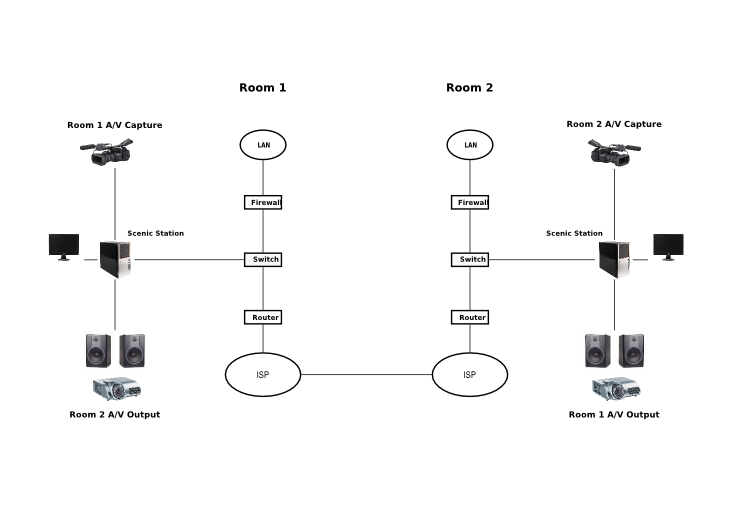 Room 1
Room 2
Room 1 A/V Capture
Room 2 A/V Capture
LAN
LAN
Firewall
Firewall
Scenic Station
Scenic Station
Switch
Switch
Router
Router
ISP
ISP
Room 2 A/V Output
Room 1 A/V Output